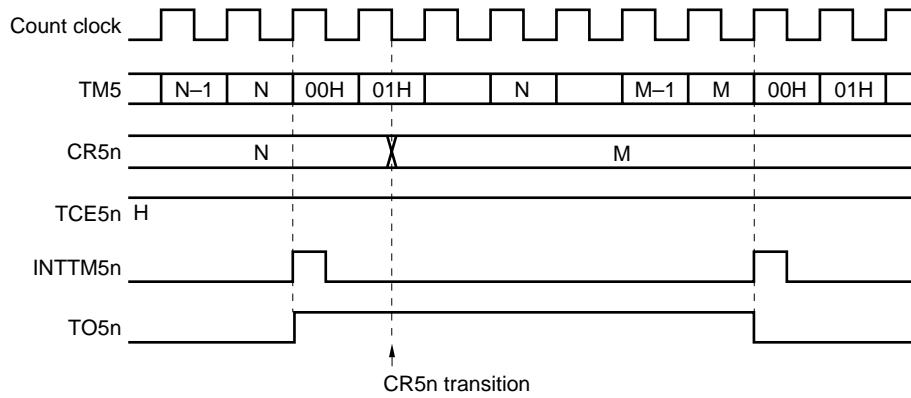 Count clock
TM5 N–1 N 00H 01H N M–1 M 00H 01H
CR5n N M
TCE5n H
INTTM5n
TO5n
CR5n transition